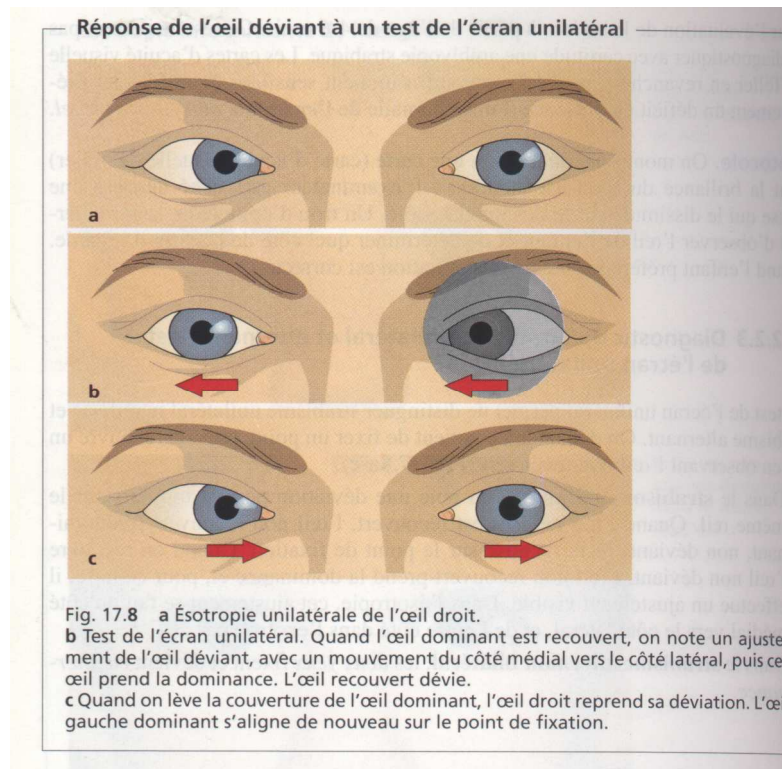 Réponse de l'œil déviant à un test de l'écran unilatéral
a
b
c
Fig. 17.8 a Ésotropie unilatéral de l'œil droit.
b Test de l'écran unilatéral. Quand l'œil dominant est recouvert, on note un ajuste
ment de l'œil déviant, avec un mouvement du côté médial vers le côté latéral, puis ce
œil prend la dominance. L'œil recouvert dévie.
c Quand on lève la couverture de l'œil dominant, l'œil droit reprend sa déviation. L'œ
gauche dominant s'aligne de nouveau sur le point de fixation.